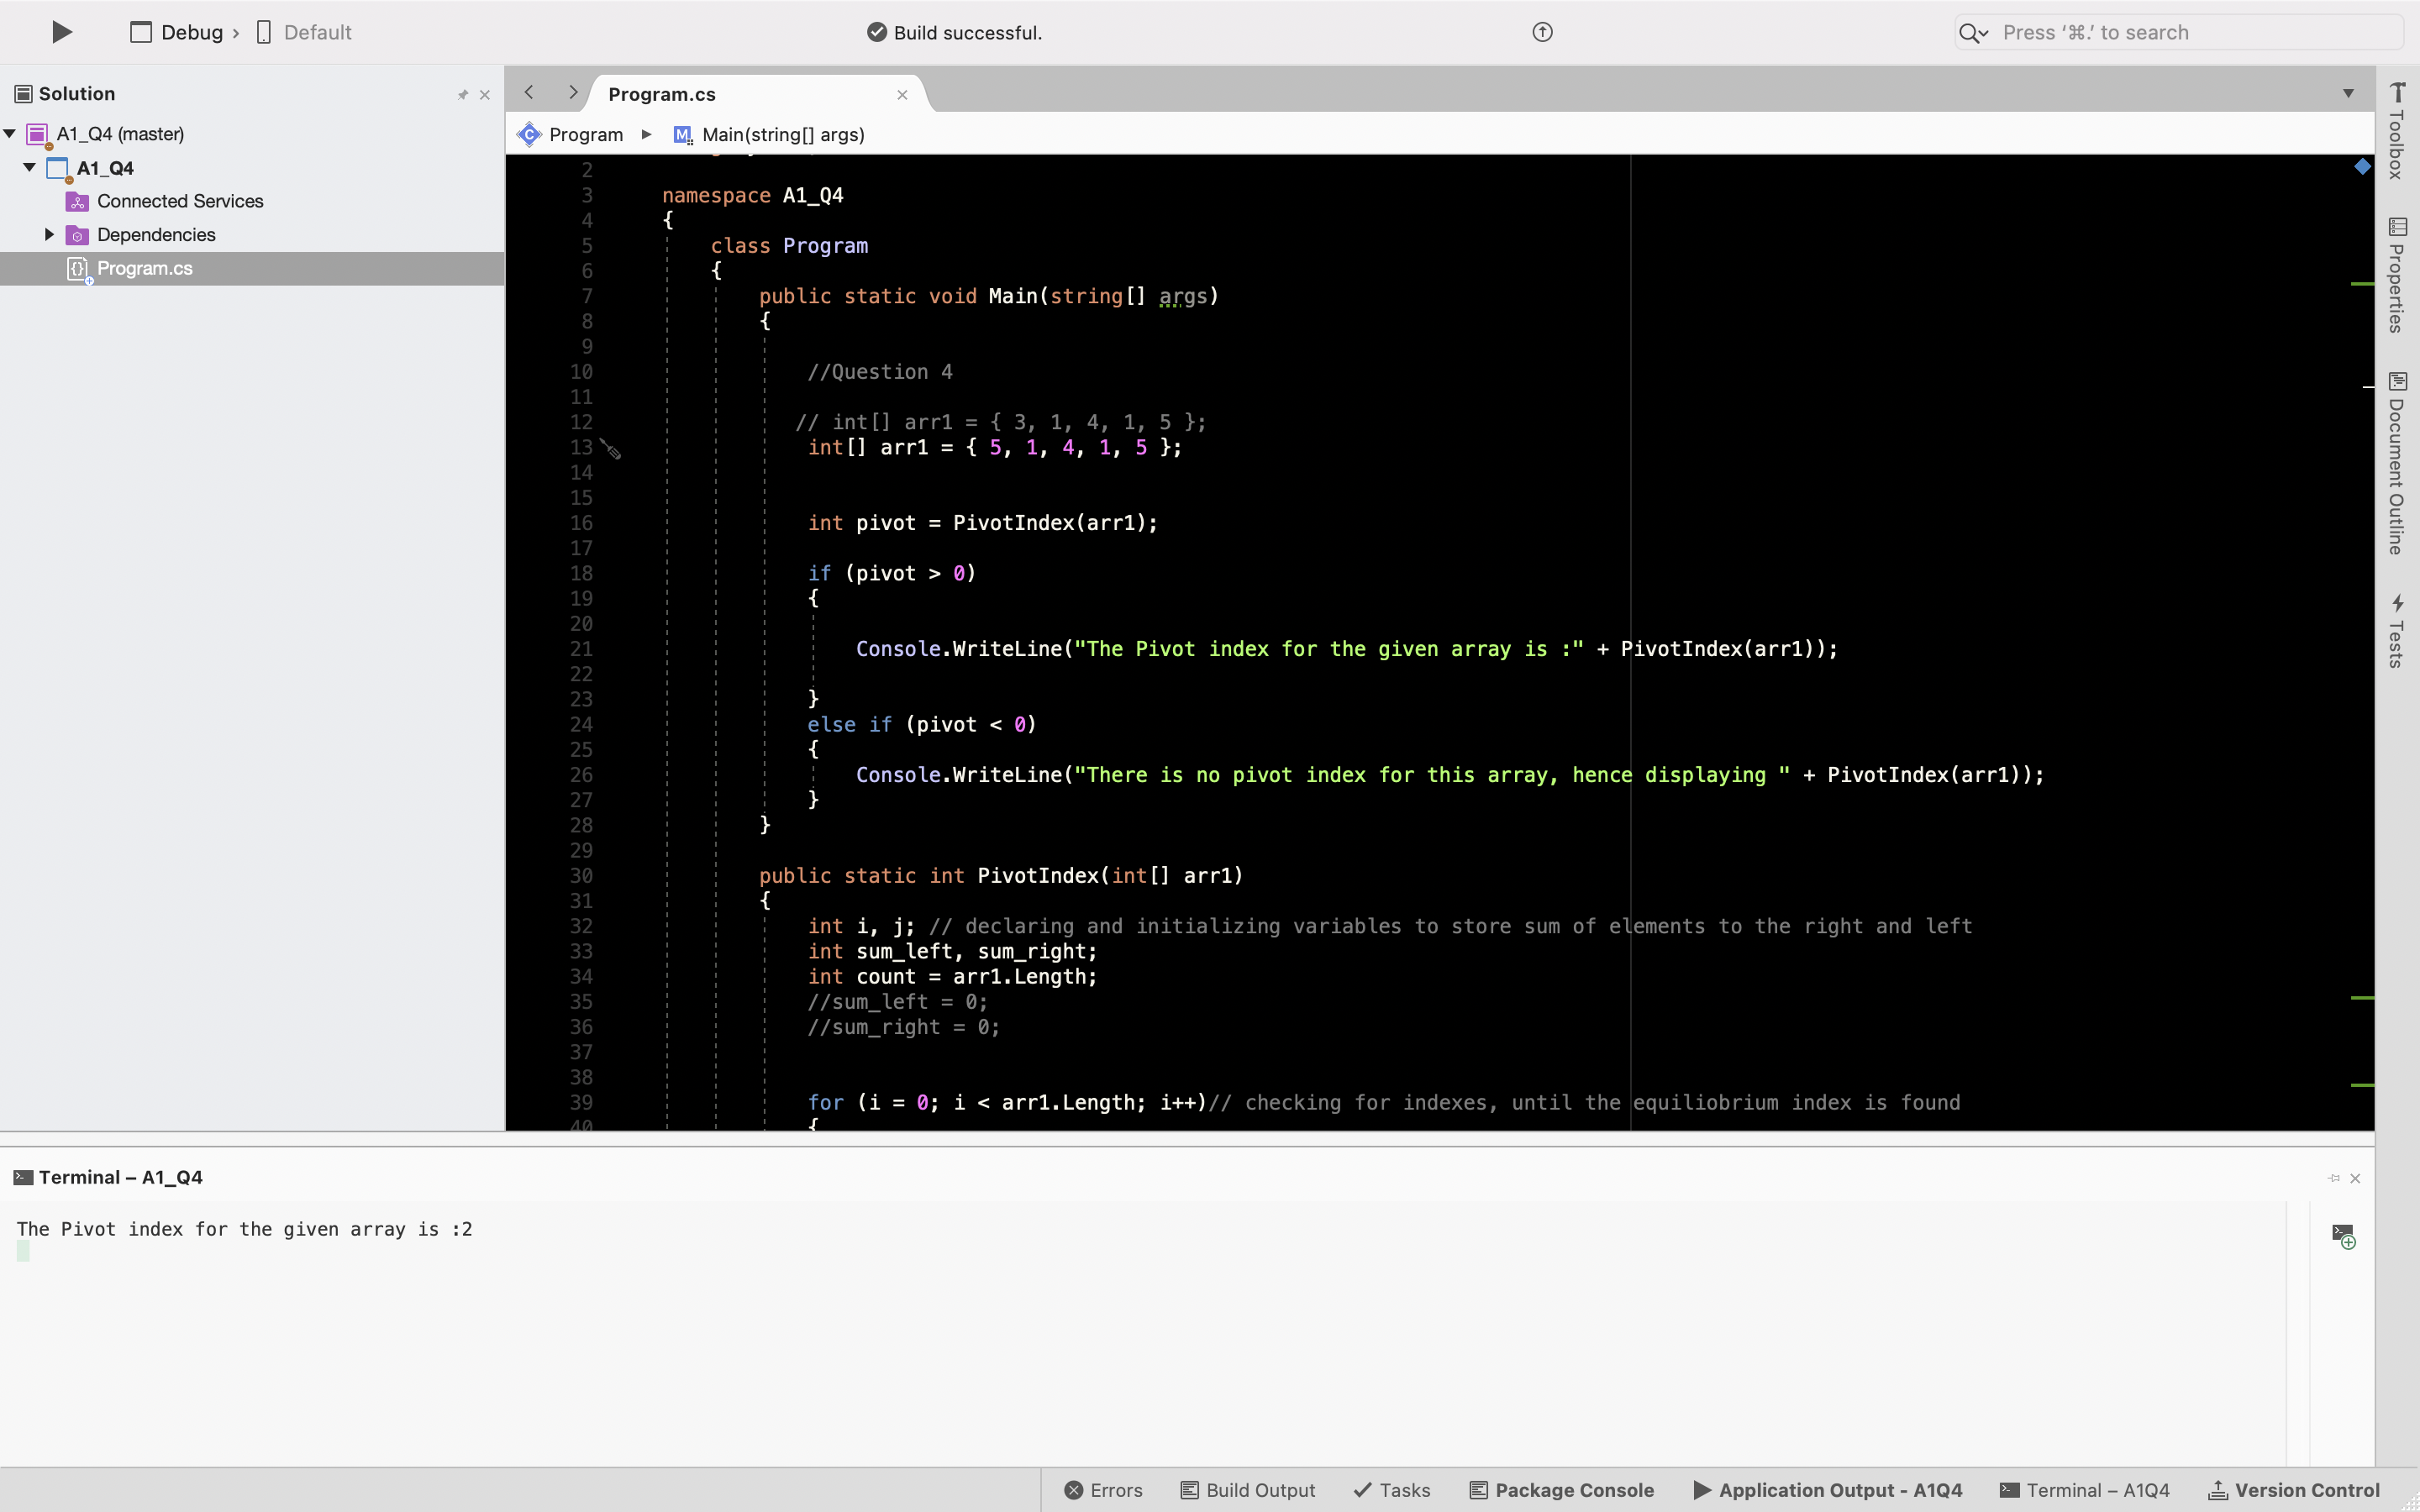 Debug › Default
Build successful.
Press ‘⌘.’ to search
Solution
A1_Q4 (master)
A1_Q4
Connected Services
Dependencies
Program.cs
Program.cs
Program
Main(string[] args)
2
3 namespace A1_Q4
4 {
5 class Program
6 {
7 public static void Main(string[] args)
8 {
9
10 //Question 4
11
12 // int[] arr1 = { 3, 1, 4, 1, 5 };
13 int[] arr1 = { 5, 1, 4, 1, 5 };
14
15
16 int pivot = PivotIndex(arr1);
17
18 if (pivot > 0)
19 {
20
21 Console.WriteLine("The Pivot index for the given array is :" + PivotIndex(arr1));
22
23 }
24 else if (pivot < 0)
25 {
26 Console.WriteLine("There is no pivot index for this array, hence displaying " + PivotIndex(arr1));
27 }
28 }
29
30 public static int PivotIndex(int[] arr1)
31 {
32 int i, j; // declaring and initializing variables to store sum of elements to the right and left
33 int sum_left, sum_right;
34 int count = arr1.Length;
35 //sum_left = 0;
36 //sum_right = 0;
37
38
39 for (i = 0; i < arr1.Length; i++)// checking for indexes, until the equiliobrium index is found
40 {
Toolbox
Properties
Document Outline
Tests
Terminal – A1_Q4
The Pivot index for the given array is :2
Errors
Build Output
Tasks
Package Console
Application Output - A1Q4
Terminal – A1Q4
Version Control